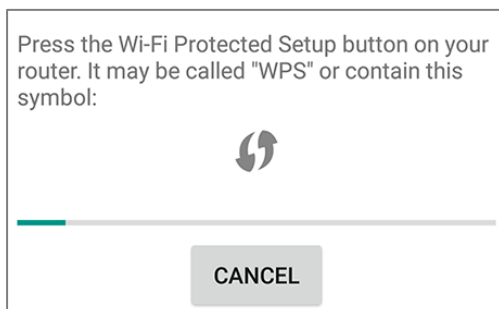 Press the Wi-Fi Protected Setup button on your
router. It may be called "WPS" or contain this
symbol:
CANCEL